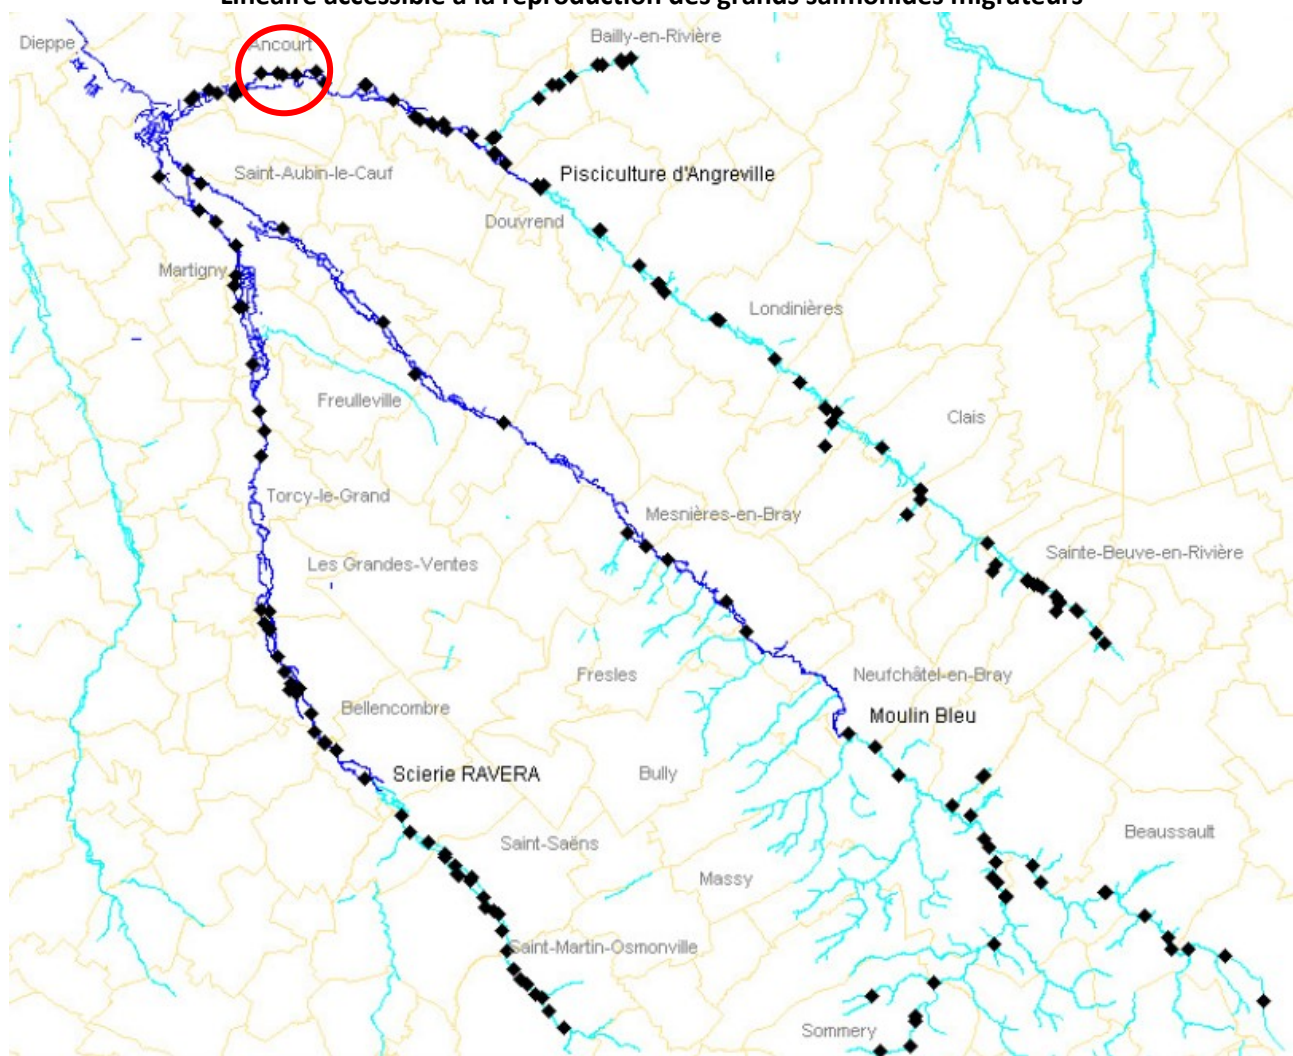 Linéaire accessible à la reproduction des grands salmonidés migrateurs
Dieppe
Ancourt
Bailly-en-Rivière
Saint-Aubin-le-Cauf
Pisciculture d'Angreville
Douvrend
Martigny
Londinières
Freulleville
Clais
Torcy-le-Grand
Mesnières-en-Bray
Les Grandes-Ventes
Sainte-Beuve-en-Rivière
Fresles
Neufchâtel-en-Bray
Bellencombre
Moulin Bleu
Scierie RAVERA
Bully
Saint-Saëns
Beaussault
Massy
Saint-Martin-Osmonville
Sommery